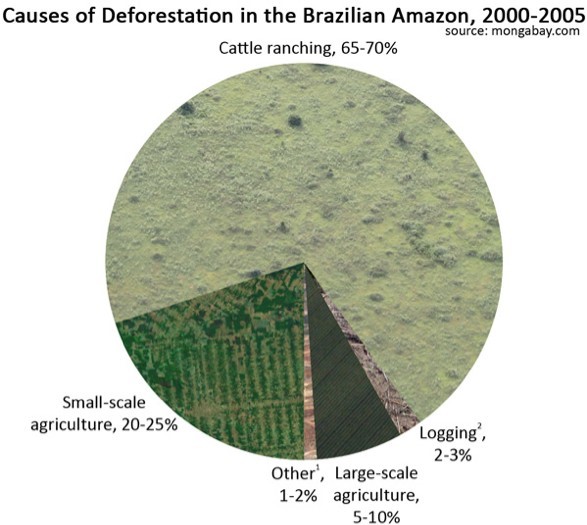 Causes of Deforestation in the Brazilian Amazon, 2000-2005
source: mongabay.com
Cattle ranching, 65-70%
Small-scale
agriculture, 20-25%
Logging²,
2-3%
Other¹,
1-2%
Large-scale
agriculture,
5-10%